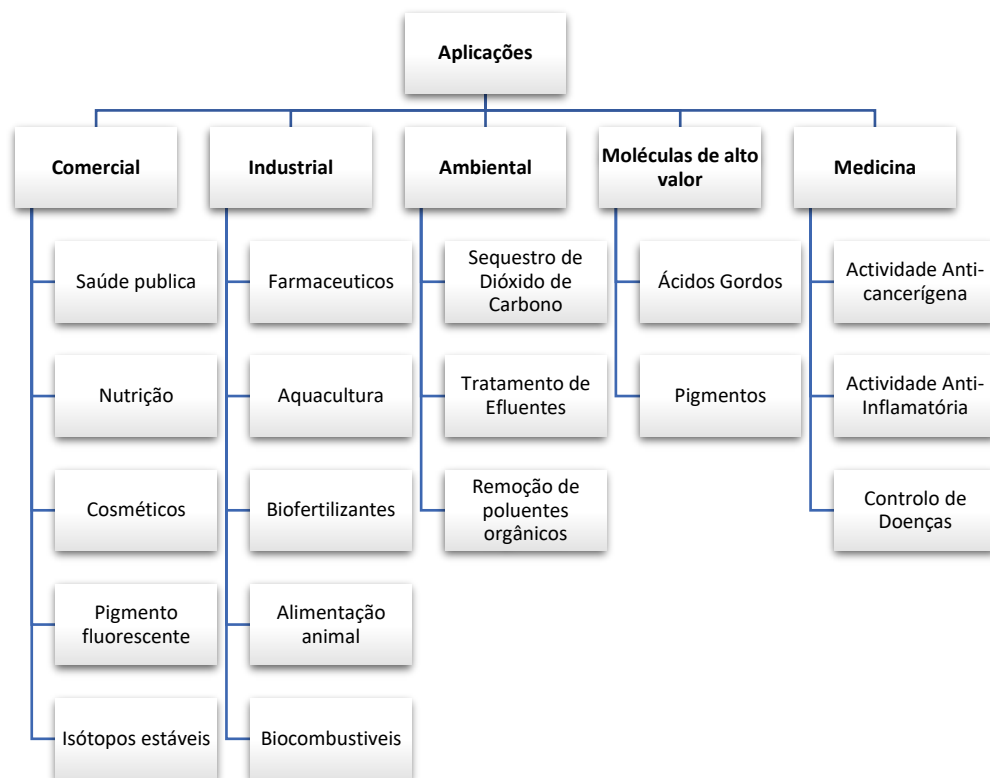 Aplicações
Comercial
Saúde publica
Nutrição
Cosméticos
Pigmento
fluorescente
Isótopos estáveis
Industrial
Farmaceuticos
Aquacultura
Biofertilizantes
Alimentação
animal
Biocombustiveis
Ambiental
Sequestro de
Dióxido de
Carbono
Tratamento de
Efluentes
Remoção de
poluentes
orgânicos
Moléculas de alto
valor
Ácidos Gordos
Pigmentos
Medicina
Actividade Anti-
cancerígena
Actividade Anti-
Inflamatória
Controlo de
Doenças